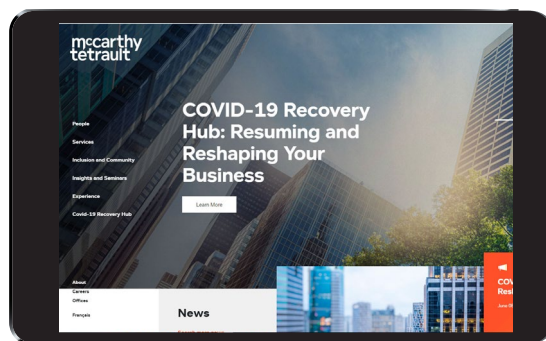 mccarthy
tetrault
People
Services
Inclusion and Community
Insights and Seminars
Experience
Covid-19 Recovery Hub
COVID-19 Recovery
Hub: Resuming and
Reshaping Your
Business
Learn More
About
Careers
Offices
Français
News